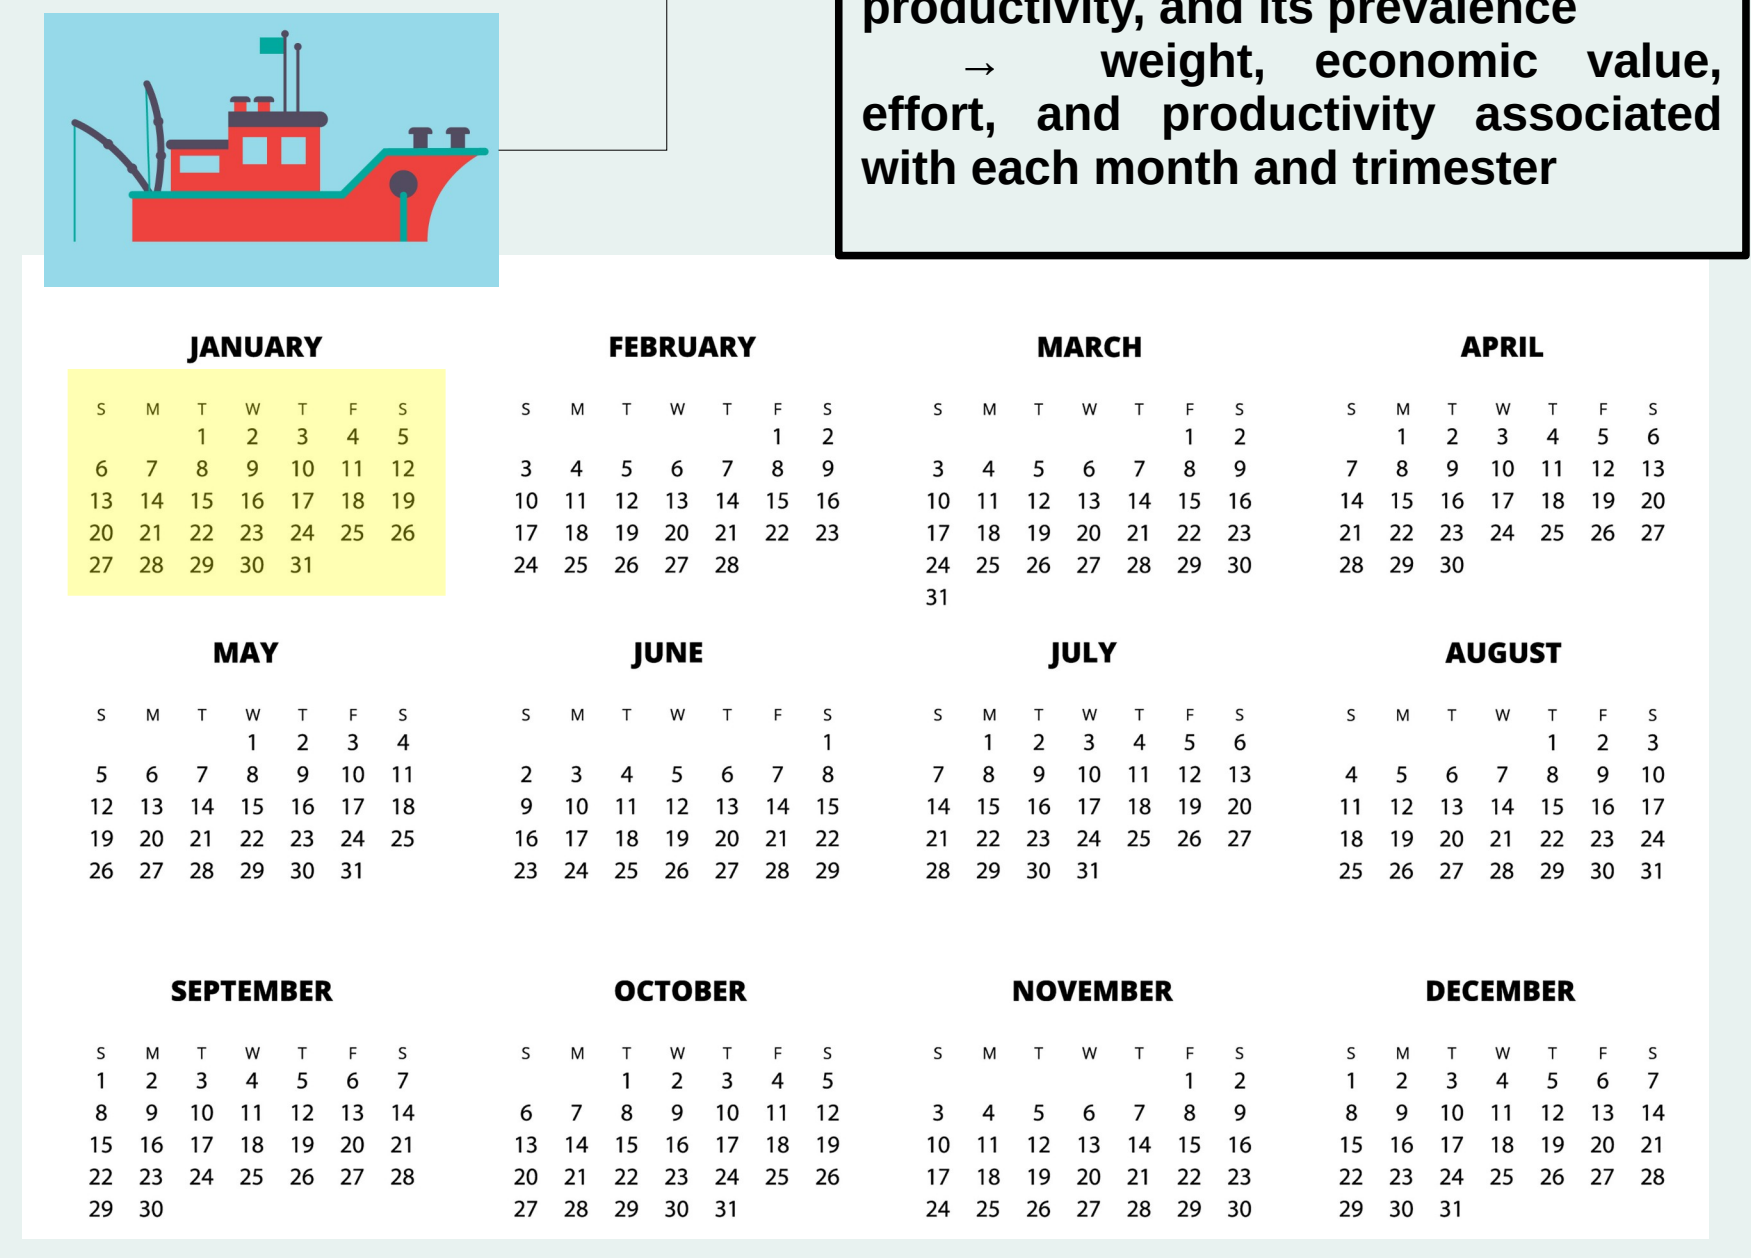 productivity, and its prevalence
→ weight, economic value,
effort, and productivity associated
with each month and trimester
JANUARY
S M T W T F S
1 2 3 4 5
6 7 8 9 10 11 12
13 14 15 16 17 18 19
20 21 22 23 24 25 26
27 28 29 30 31
FEBRUARY
S M T W T F S
1 2
3 4 5 6 7 8 9
10 11 12 13 14 15 16
17 18 19 20 21 22 23
24 25 26 27 28
MARCH
S M T W T F S
1 2
3 4 5 6 7 8 9
10 11 12 13 14 15 16
17 18 19 20 21 22 23
24 25 26 27 28 29 30
31
APRIL
S M T W T F S
1 2 3 4 5 6
7 8 9 10 11 12 13
14 15 16 17 18 19 20
21 22 23 24 25 26 27
28 29 30
MAY
S M T W T F S
1 2 3 4
5 6 7 8 9 10 11
12 13 14 15 16 17 18
19 20 21 22 23 24 25
26 27 28 29 30 31
JUNE
S M T W T F S
1
2 3 4 5 6 7 8
9 10 11 12 13 14 15
16 17 18 19 20 21 22
23 24 25 26 27 28 29
JULY
S M T W T F S
1 2 3 4 5 6
7 8 9 10 11 12 13
14 15 16 17 18 19 20
21 22 23 24 25 26 27
28 29 30 31
AUGUST
S M T W T F S
1 2 3
4 5 6 7 8 9 10
11 12 13 14 15 16 17
18 19 20 21 22 23 24
25 26 27 28 29 30 31
SEPTEMBER
S M T W T F S
1 2 3 4 5 6 7
8 9 10 11 12 13 14
15 16 17 18 19 20 21
22 23 24 25 26 27 28
29 30
OCTOBER
S M T W T F S
1 2 3 4 5
6 7 8 9 10 11 12
13 14 15 16 17 18 19
20 21 22 23 24 25 26
27 28 29 30 31
NOVEMBER
S M T W T F S
1 2
3 4 5 6 7 8 9
10 11 12 13 14 15 16
17 18 19 20 21 22 23
24 25 26 27 28 29 30
DECEMBER
S M T W T F S
1 2 3 4 5 6 7
8 9 10 11 12 13 14
15 16 17 18 19 20 21
22 23 24 25 26 27 28
29 30 31